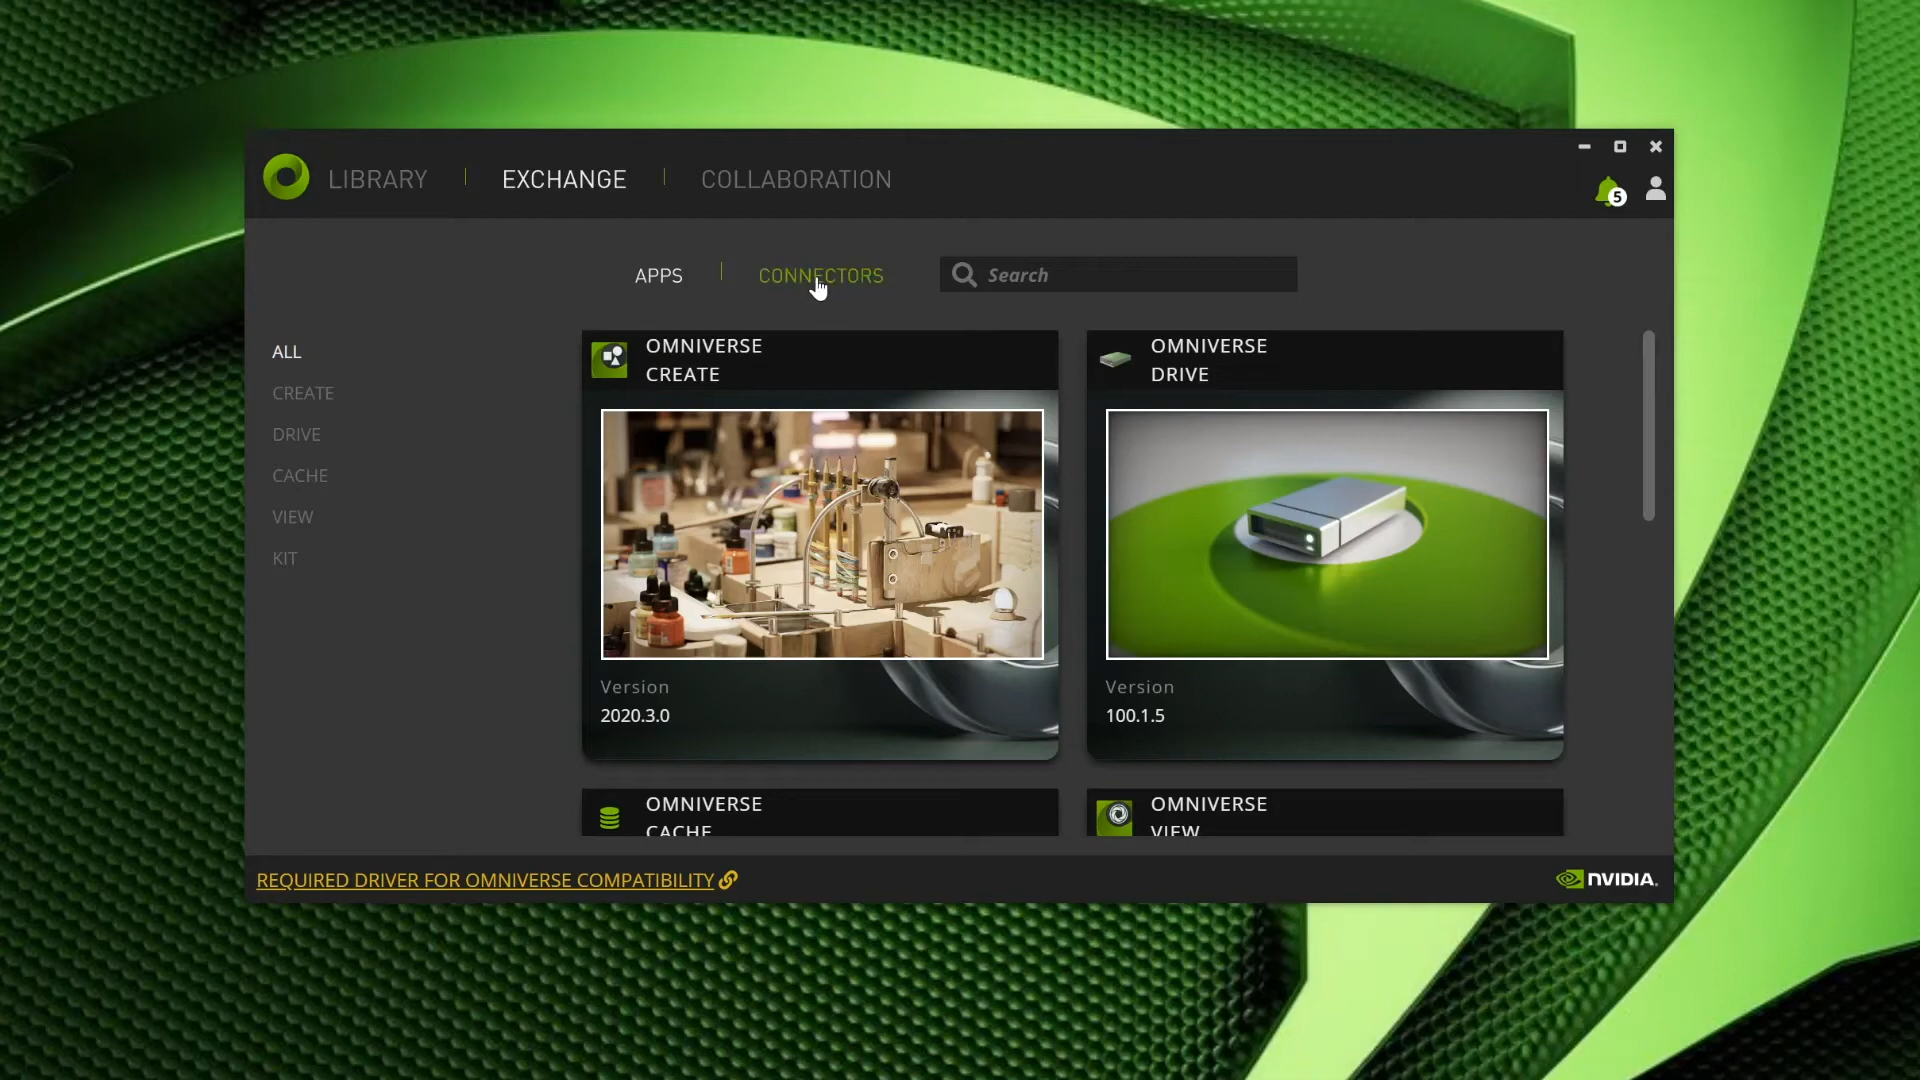 LIBRARY
EXCHANGE
COLLABORATION
5
APPS
CONNECTORS
Search
ALL
CREATE
DRIVE
CACHE
VIEW
KIT
OMNIVERSE
CREATE
Version
2020.3.0
OMNIVERSE
DRIVE
Version
100.1.5
OMNIVERSE
CACHE
OMNIVERSE
VIEW
REQUIRED DRIVER FOR OMNIVERSE COMPATIBILITY
NVIDIA.